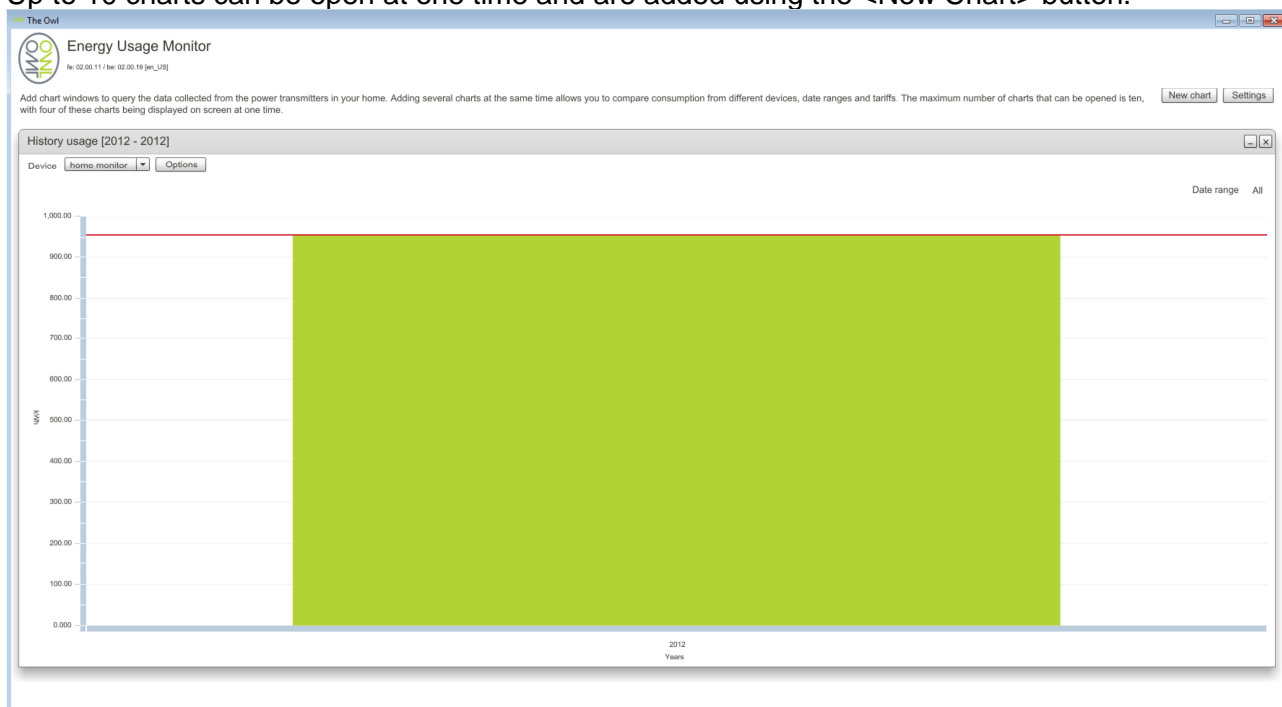 Up to 10 charts can be open at one time and are added using the <New Chart> button.
The Owl
OWL
Energy Usage Monitor
fe: 02.00.11 / be: 02.00.19 [en_US]
Add chart windows to query the data collected from the power transmitters in your home. Adding several charts at the same time allows you to compare consumption from different devices, date ranges and tariffs. The maximum number of charts that can be opened is ten,
with four of these charts being displayed on screen at one time.
New chart Settings
History usage [2012 - 2012]
Device home monitor Options
Date range All
1,000.00
900.00
800.00
700.00
600.00
kWh
500.00
400.00
300.00
200.00
100.00
0.000
2012
Years